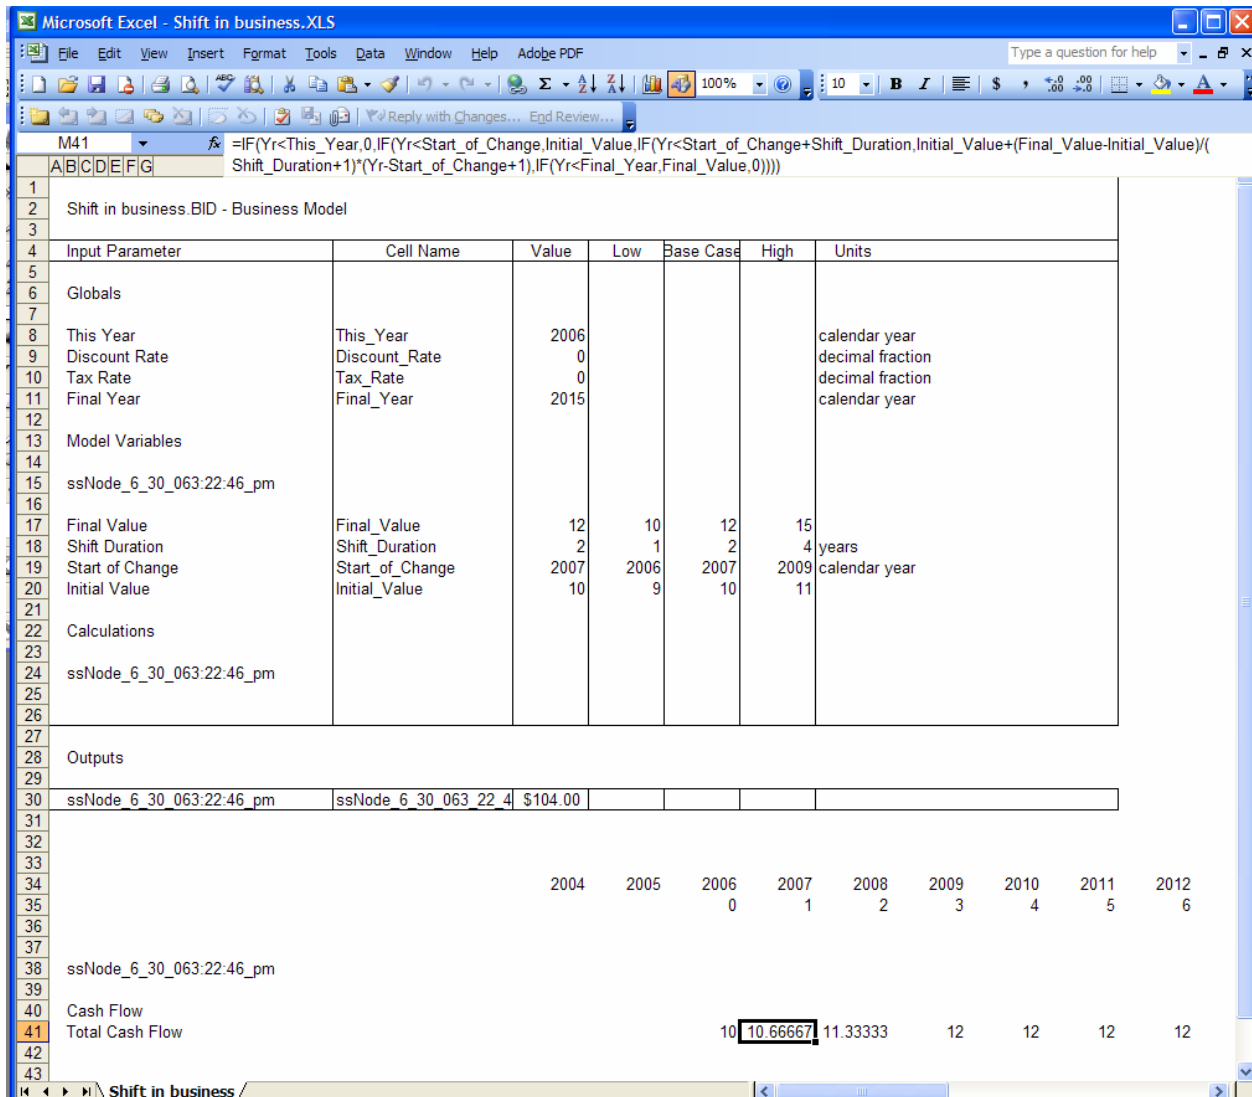 Microsoft Excel - Shift in business.XLS
File Edit View Insert Format Tools Data Window Help Adobe PDF Type a question for help
100% 10 B I $ , A
Reply with Changes... End Review...
M41 fx =IF(Yr<This_Year,0,IF(Yr<Start_of_Change,Initial_Value,IF(Yr<Start_of_Change+Shift_Duration,Initial_Value+(Final_Value-Initial_Value)/(
A B C D E F G Shift_Duration+1)*(Yr-Start_of_Change+1),IF(Yr<Final_Year,Final_Value,0))))
1
2 Shift in business.BID - Business Model
3
4 Input Parameter Cell Name Value Low Base Case High Units
5
6 Globals
7
8 This Year This_Year 2006 calendar year
9 Discount Rate Discount_Rate 0 decimal fraction
10 Tax Rate Tax_Rate 0 decimal fraction
11 Final Year Final_Year 2015 calendar year
12
13 Model Variables
14
15 ssNode_6_30_063:22:46_pm
16
17 Final Value Final_Value 12 10 12 15
18 Shift Duration Shift_Duration 2 1 2 4 years
19 Start of Change Start_of_Change 2007 2006 2007 2009 calendar year
20 Initial Value Initial_Value 10 9 10 11
21
22 Calculations
23
24 ssNode_6_30_063:22:46_pm
25
26
27
28 Outputs
29
30 ssNode_6_30_063:22:46_pm ssNode_6_30_063_22_4 $104.00
31
32
33
34 2004 2005 2006 2007 2008 2009 2010 2011 2012
35 0 1 2 3 4 5 6
36
37
38 ssNode_6_30_063:22:46_pm
39
40 Cash Flow
41 Total Cash Flow 10 10.66667 11.33333 12 12 12 12
42
43
Shift in business